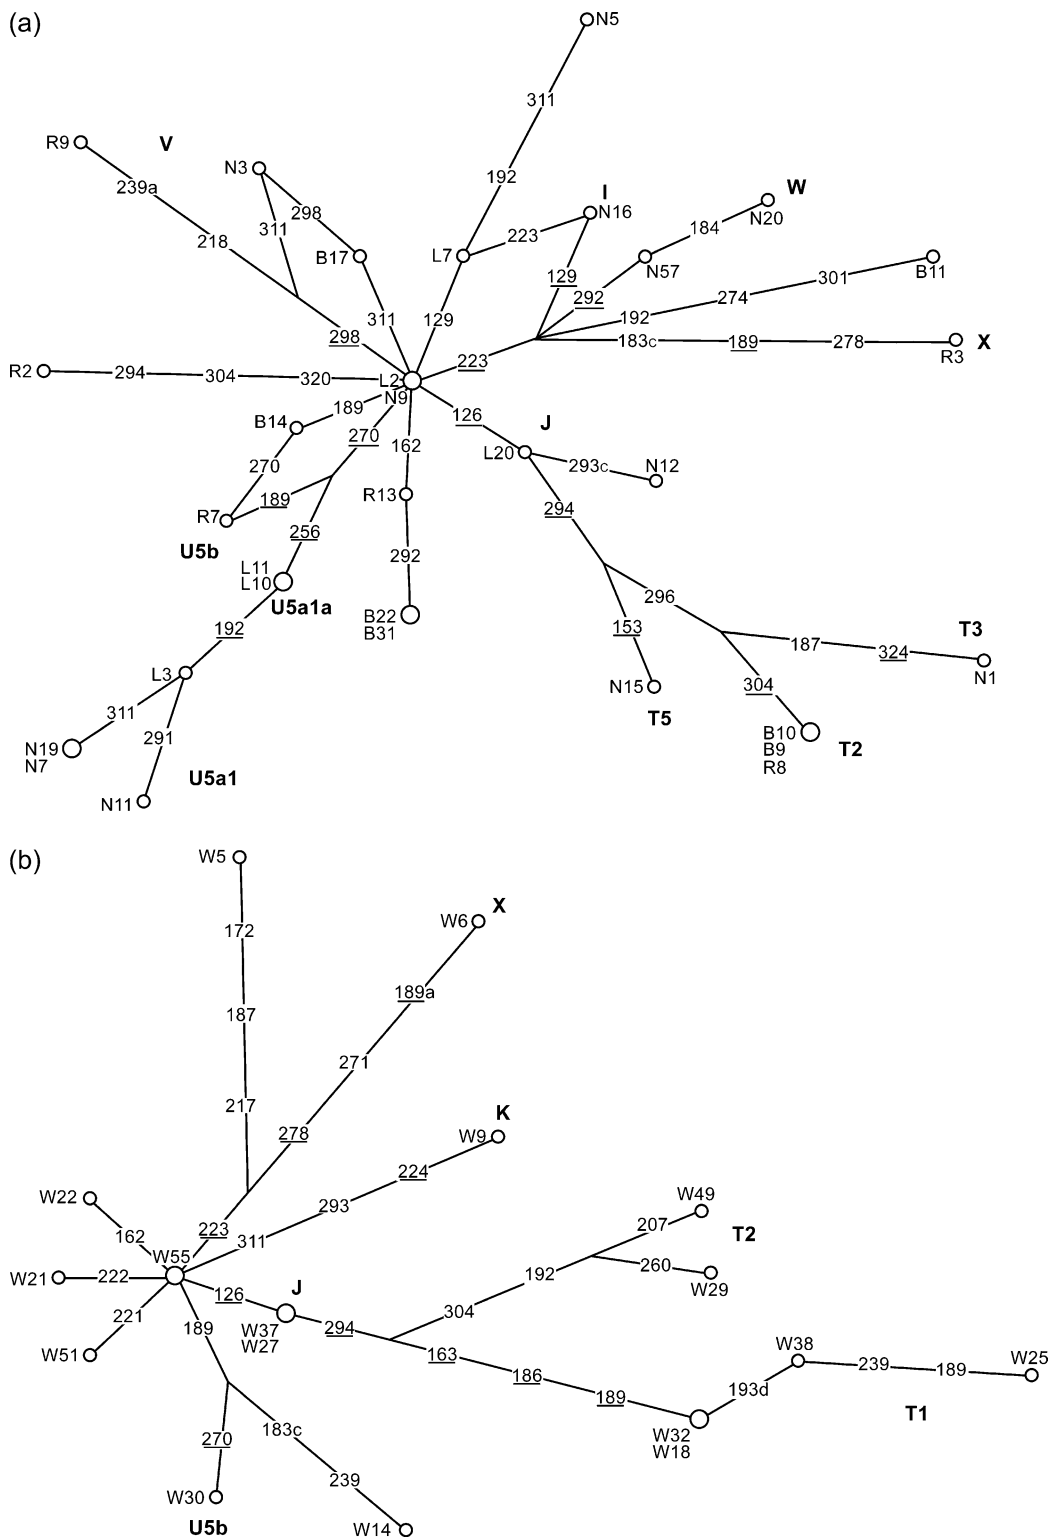 (a)
N5
311
R9
V
N3
239a
192
I
W
298
N16
N20
311
223
184
218
B17
L7
N57
B11
129
301
292
274
311
129
192
298
183c
189
278
X
R3
223
R2
294
304
320
L2
N9
189
126
J
B14
270
162
L20
293c
N12
270
R13
294
189
R7
256
U5b
292
L11
L10
U5a1a
296
B22
B31
192
153
187
T3
324
L3
304
N1
N15
311
T5
291
B10
B9
R8
T2
N19
N7
U5a1
N11
(b)
W5
X
W6
172
189a
187
271
217
278
K
W9
224
W22
293
W49
223
207
T2
162
311
W55
260
W21
222
J
192
W29
126
221
189
304
W37
W27
294
W51
163
W38
239
189
W25
186
193d
189
T1
183c
W32
W18
270
239
W30
U5b
W14